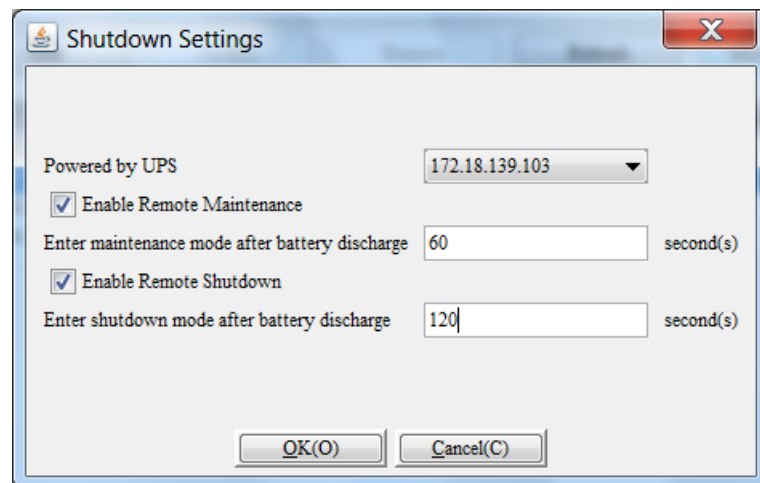 Shutdown Settings
Powered by UPS 172.18.139.103
Enable Remote Maintenance
Enter maintenance mode after battery discharge 60 second(s)
Enable Remote Shutdown
Enter shutdown mode after battery discharge 120 second(s)
OK(O) Cancel(C)